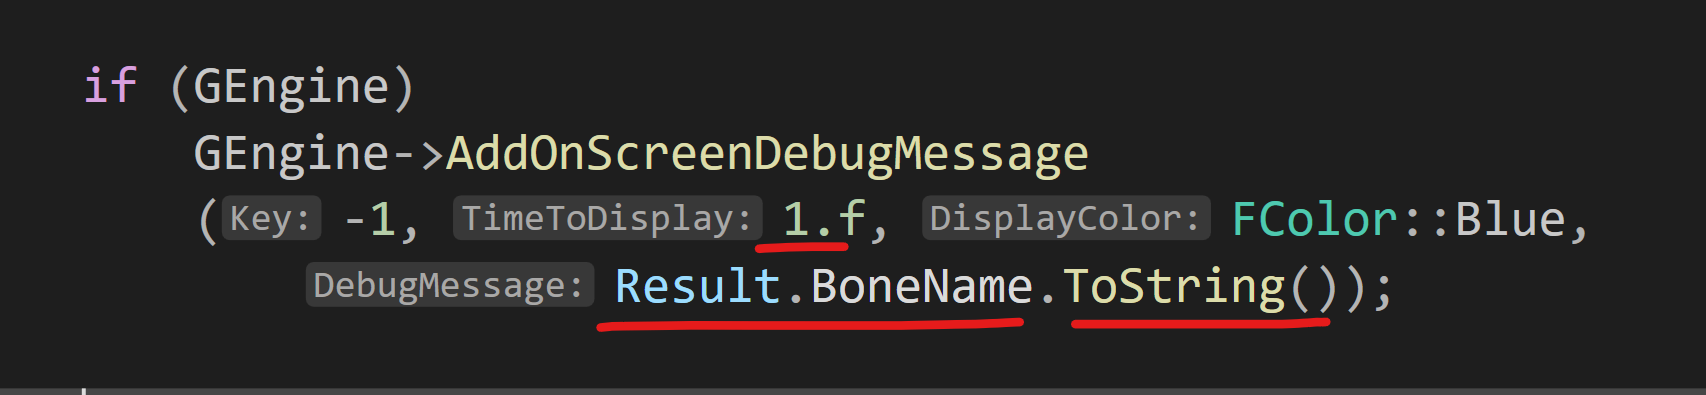 if (GEngine)
GEngine->AddOnScreenDebugMessage
(Key: -1, TimeToDisplay: 1.f, DisplayColor: FColor::Blue,
DebugMessage: Result.BoneName.ToString());